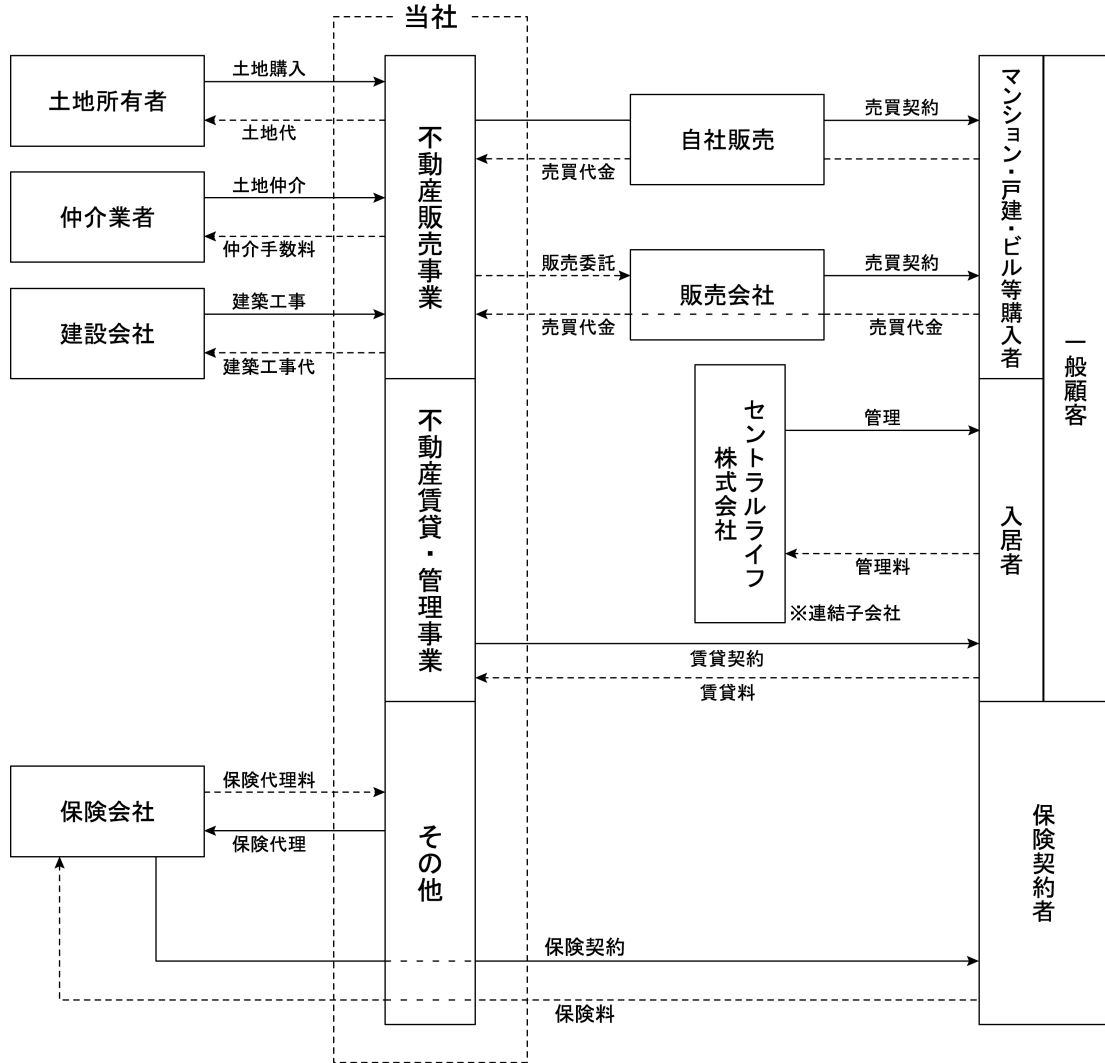 当社
土地所有者
土地購入
土地代
仲介業者
土地仲介
仲介手数料
建設会社
建築工事
建築工事代
不動産販売事業
自社販売
売買契約
売買代金
販売委託
販売会社
売買契約
売買代金
売買代金
マンション・戸建・ビル等購入者
一般顧客
不動産賃貸・管理事業
セントラルライフ
株式会社
※連結子会社
管理
管理料
入居者
賃貸契約
賃貸料
保険会社
保険代理料
保険代理
その他
保険契約者
保険契約
保険料